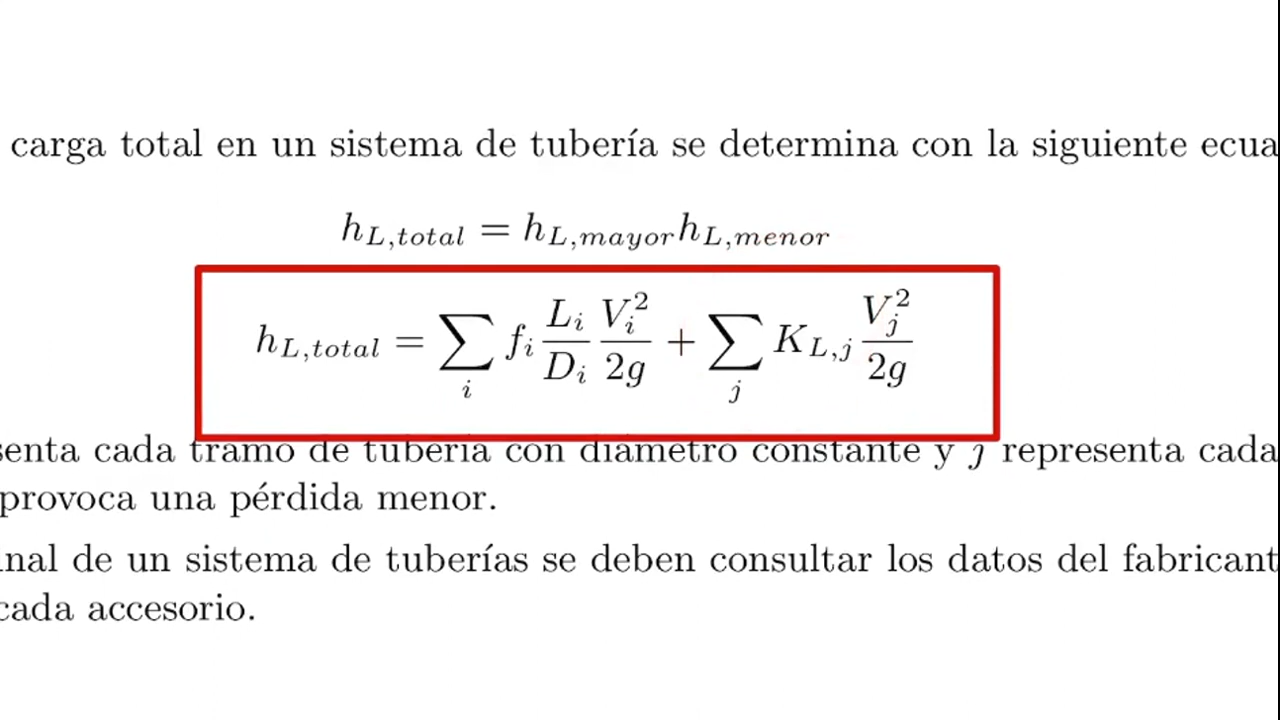 carga total en un sistema de tubería se determina con la siguiente ecua
h_{L,total} = h_{L,mayor}h_{L,menor}
h_{L,total} = \sum_i f_i \frac{L_i}{D_i} \frac{V_i^2}{2g} + \sum_j K_{L,j} \frac{V_j^2}{2g}
senta cada tramo de tubería con diámetro constante y j representa cada
provoca una pérdida menor.
nal de un sistema de tuberías se deben consultar los datos del fabricant
cada accesorio.